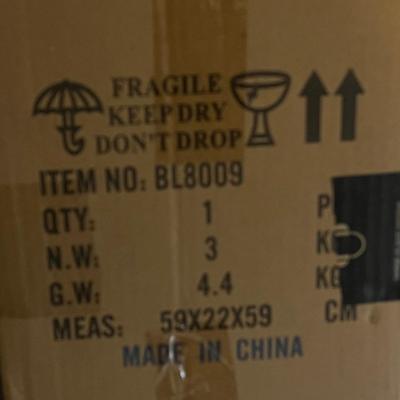 FRAGILE
KEEP DRY
DON'T DROP
ITEM NO: BL8009
QTY: 1
N.W: 3
G.W: 4.4 KG
MEAS: 59X22X59 CM
MADE IN CHINA